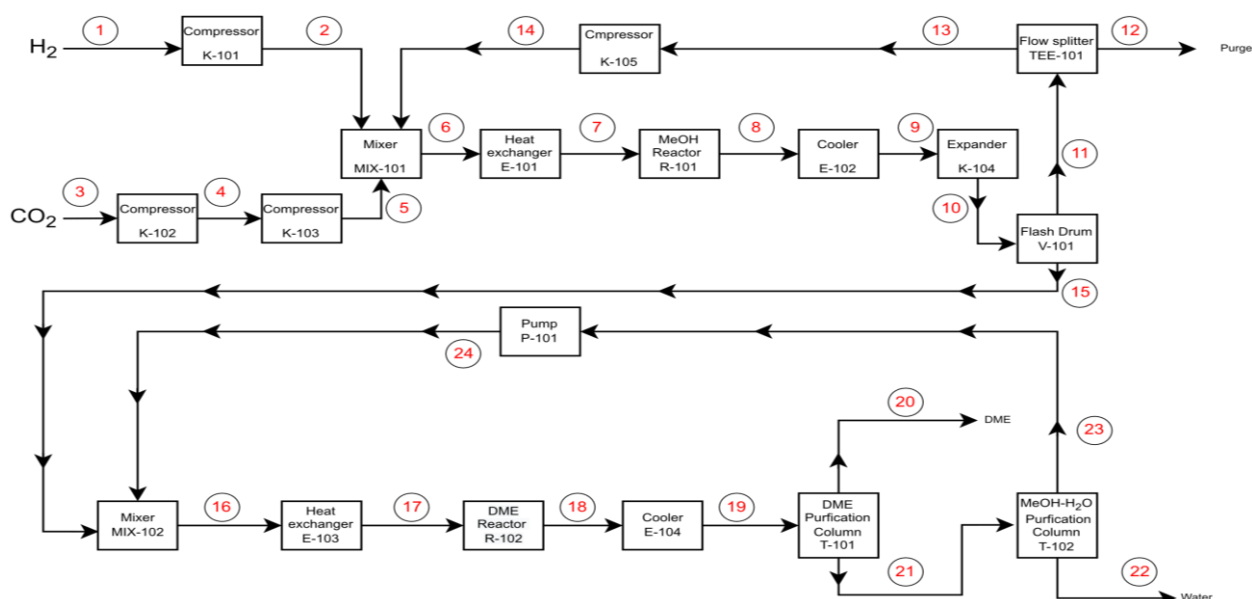 1
2
14
13
12
H₂
Compressor
K-101
Cmpressor
K-105
Flow splitter
TEE-101
Purge
6
7
8
9
11
Mixer
MIX-101
Heat
exchanger
E-101
MeOH
Reactor
R-101
Cooler
E-102
Expander
K-104
3
4
5
10
CO₂
Compressor
K-102
Compressor
K-103
Flash Drum
V-101
15
Pump
P-101
24
20
DME
23
16
17
18
19
Mixer
MIX-102
Heat
exchanger
E-103
DME
Reactor
R-102
Cooler
E-104
DME
Purfication
Column
T-101
MeOH-H₂O
Purfication
Column
T-102
21
22
Water